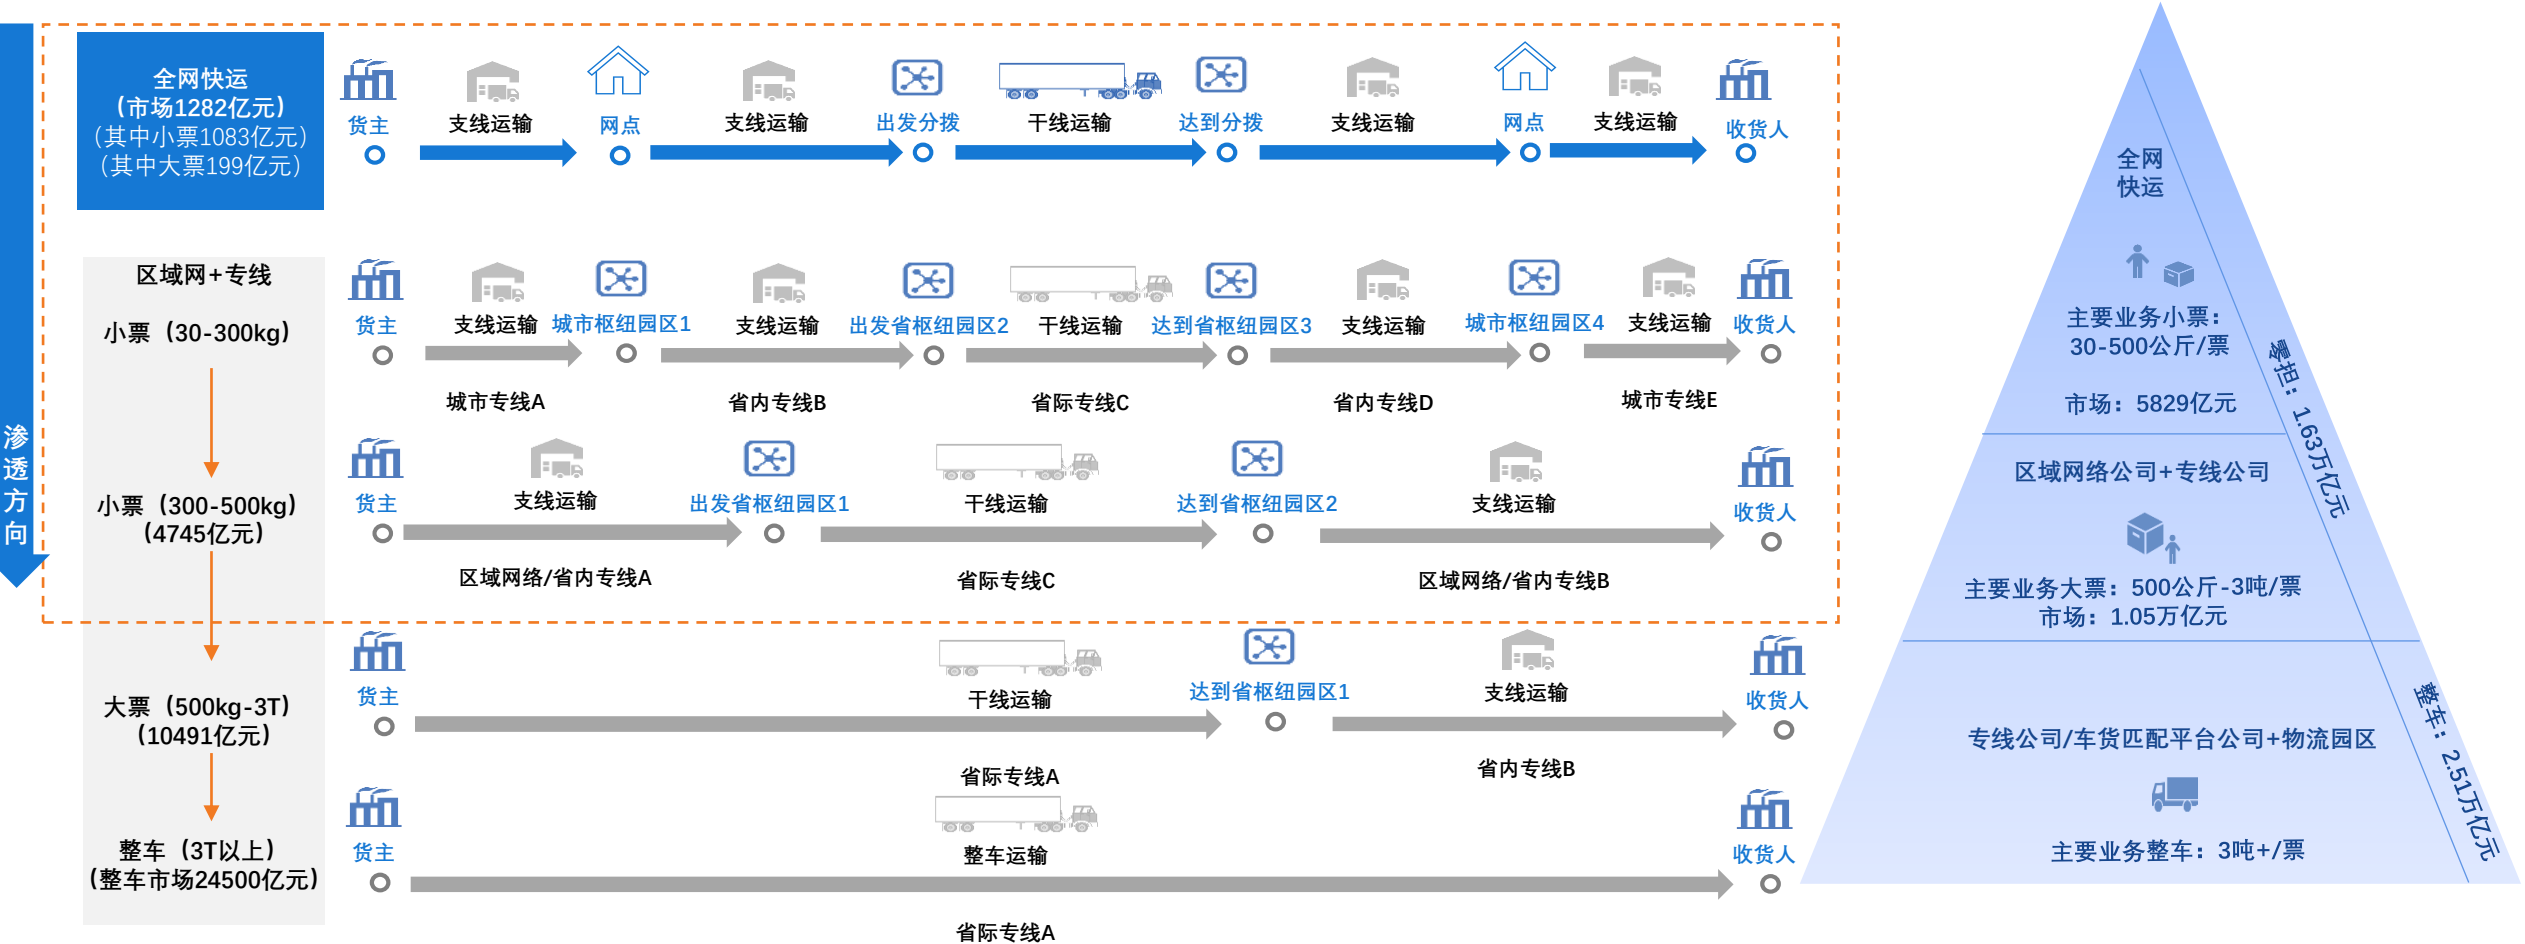 全网快运
（市场1282亿元）
（其中小票1083亿元）
（其中大票199亿元）
货主
支线运输
网点
支线运输
出发分拨
干线运输
达到分拨
支线运输
网点
支线运输
收货人
区域网+专线
小票（30-300kg）
货主
支线运输
城市枢纽园区1
支线运输
出发省枢纽园区2
干线运输
达到省枢纽园区3
支线运输
城市枢纽园区4
支线运输
收货人
城市专线A
省内专线B
省际专线C
省内专线D
城市专线E
渗透方向
小票（300-500kg）
（4745亿元）
货主
支线运输
出发省枢纽园区1
干线运输
达到省枢纽园区2
支线运输
收货人
区域网络/省内专线A
省际专线C
区域网络/省内专线B
大票（500kg-3T）
（10491亿元）
货主
干线运输
达到省枢纽园区1
支线运输
收货人
省际专线A
省内专线B
整车（3T以上）
（整车市场24500亿元）
货主
整车运输
收货人
省际专线A
全网
快运
主要业务小票：
30-500公斤/票
市场：5829亿元
零担：1.63万亿元
区域网络公司+专线公司
主要业务大票：500公斤-3吨/票
市场：1.05万亿元
专线公司/车货匹配平台公司+物流园区
主要业务整车：3吨+/票
整车：2.51万亿元